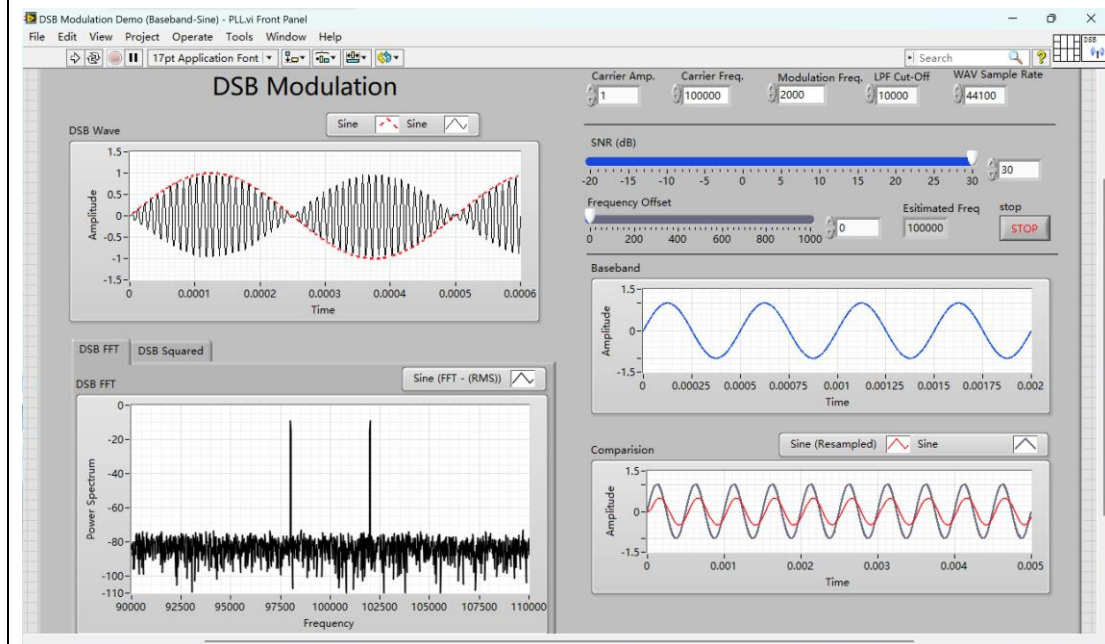 DSB Modulation Demo (Baseband-Sine) - PLL.vi Front Panel
File Edit View Project Operate Tools Window Help
17pt Application Font
Search
DSB
DSB Modulation
Carrier Amp. Carrier Freq. Modulation Freq. LPF Cut-Off WAV Sample Rate
1 100000 2000 10000 44100
DSB Wave
Sine Sine
1.5
1
0.5
0
-0.5
-1
-1.5
Amplitude
0 0.0001 0.0002 0.0003 0.0004 0.0005 0.0006
Time
SNR (dB)
-20 -15 -10 -5 0 5 10 15 20 25 30
30
Frequency Offset
0 200 400 600 800 1000
0
Esitimated Freq
100000
stop
STOP
Baseband
1.5
0
-1.5
Amplitude
0 0.00025 0.0005 0.00075 0.001 0.00125 0.0015 0.00175 0.002
Time
DSB FFT DSB Squared
DSB FFT
Sine (FFT - (RMS))
0
-20
-40
-60
-80
-100
-110
Power Spectrum
90000 92500 95000 97500 100000 102500 105000 107500 110000
Frequency
Comparision
Sine (Resampled) Sine
1.5
0
-1.5
Amplitude
0 0.001 0.002 0.003 0.004 0.005
Time